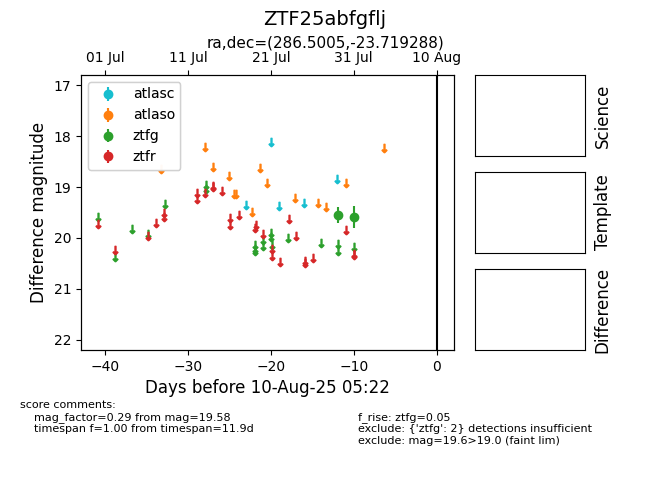 ZTF25abfgflj
ra,dec=(286.5005,-23.719288)
01 Jul
11 Jul
21 Jul
31 Jul
10 Aug
17
18
19
20
21
22
Difference magnitude
atlasc
atlaso
ztfg
ztfr
−40
−30
−20
−10
0
Days before 10-Aug-25 05:22
Science
Template
Difference
score comments:
mag_factor=0.29 from mag=19.58
timespan f=1.00 from timespan=11.9d
f_rise: ztfg=0.05
exclude: {'ztfg': 2} detections insufficient
exclude: mag=19.6>19.0 (faint lim)